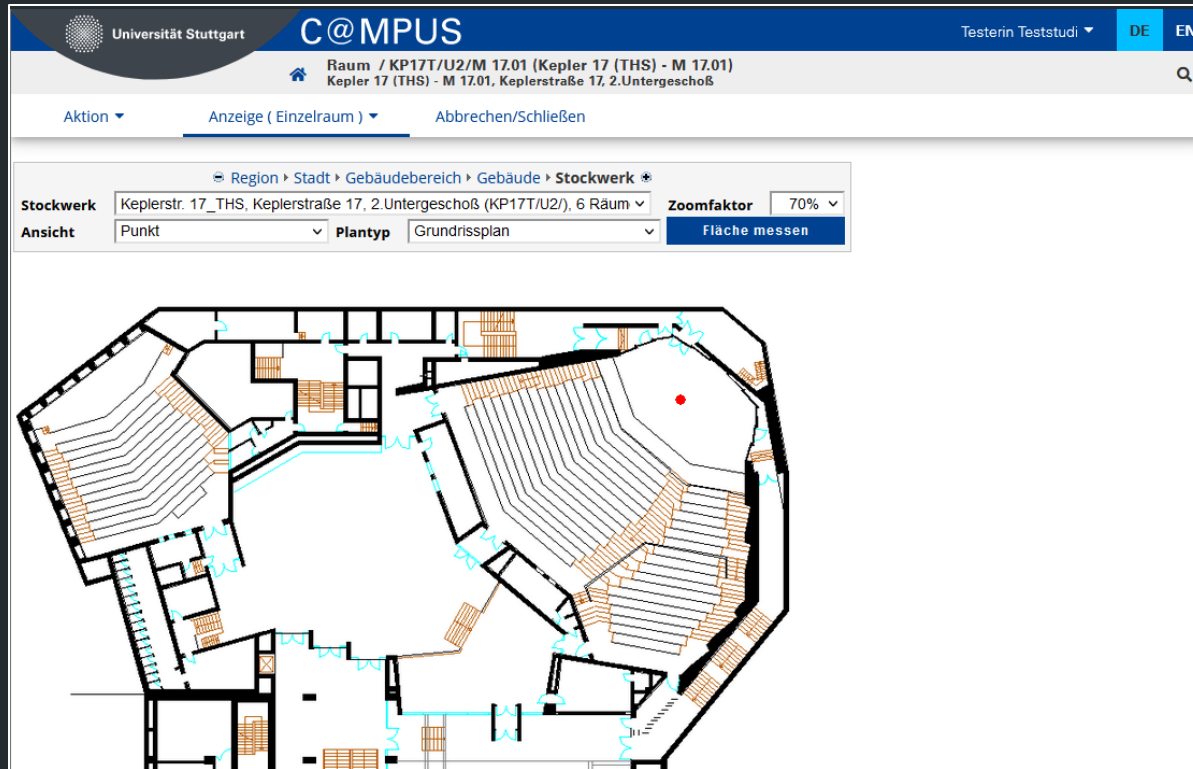 Universität Stuttgart
C@MPUS
Testerin Teststudi
DE
EN
Raum / KP17T/U2/M 17.01 (Kepler 17 (THS) - M 17.01)
Kepler 17 (THS) - M 17.01, Keplerstraße 17, 2.Untergeschoß
Aktion
Anzeige ( Einzelraum )
Abbrechen/Schließen
Region Stadt Gebäudebereich Gebäude Stockwerk
Stockwerk Keplerstr. 17_THS, Keplerstraße 17, 2.Untergeschoß (KP17T/U2/), 6 Räum Zoomfaktor 70%
Ansicht Punkt Plantyp Grundrissplan Fläche messen